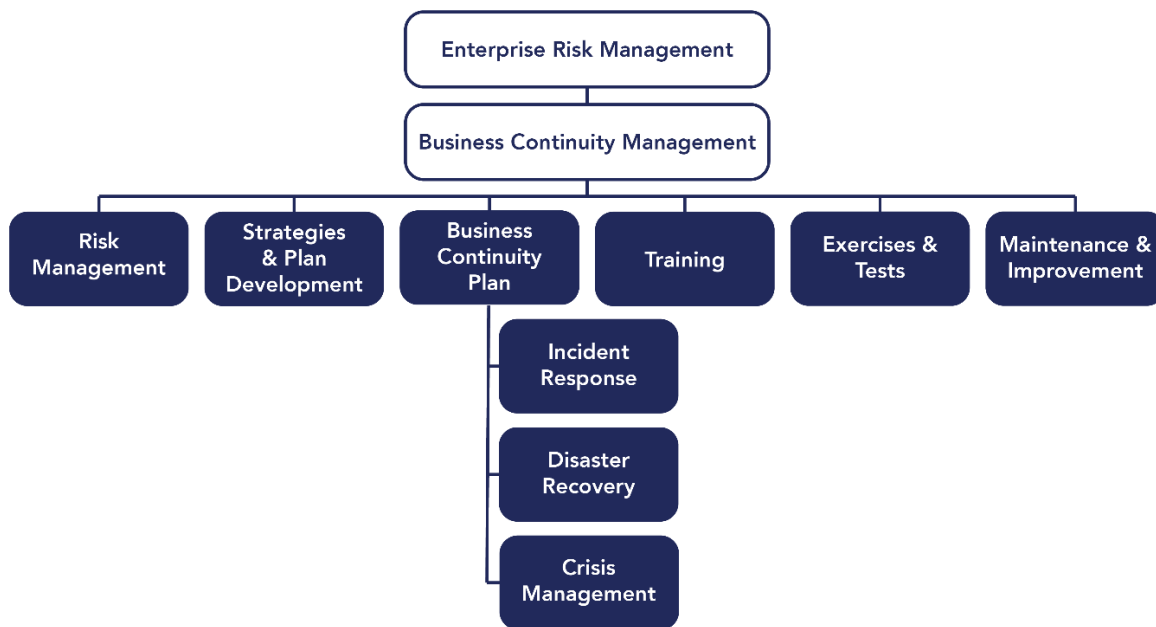 Enterprise Risk Management
Business Continuity Management
Risk
Management
Strategies
& Plan
Development
Business
Continuity
Plan
Training
Exercises &
Tests
Maintenance &
Improvement
Incident
Response
Disaster
Recovery
Crisis
Management